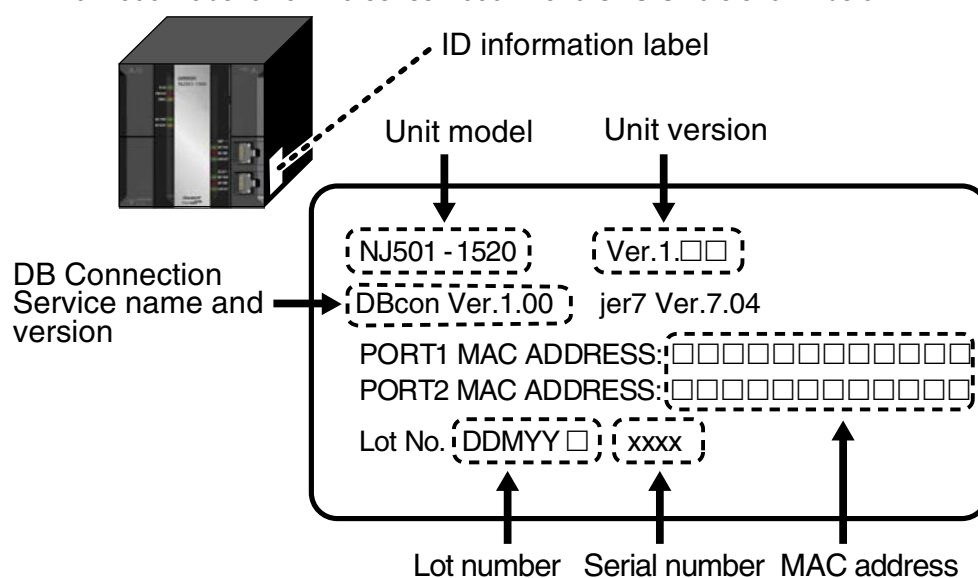 ID information label
Unit model
Unit version
NJ501 - 1520
Ver.1.□□
DB Connection
Service name and
version
DBcon Ver.1.00
jer7 Ver.7.04
PORT1 MAC ADDRESS: □□□□□□□□□□□□
PORT2 MAC ADDRESS: □□□□□□□□□□□□
Lot No. DDMYY □ xxxx
Lot number
Serial number
MAC address